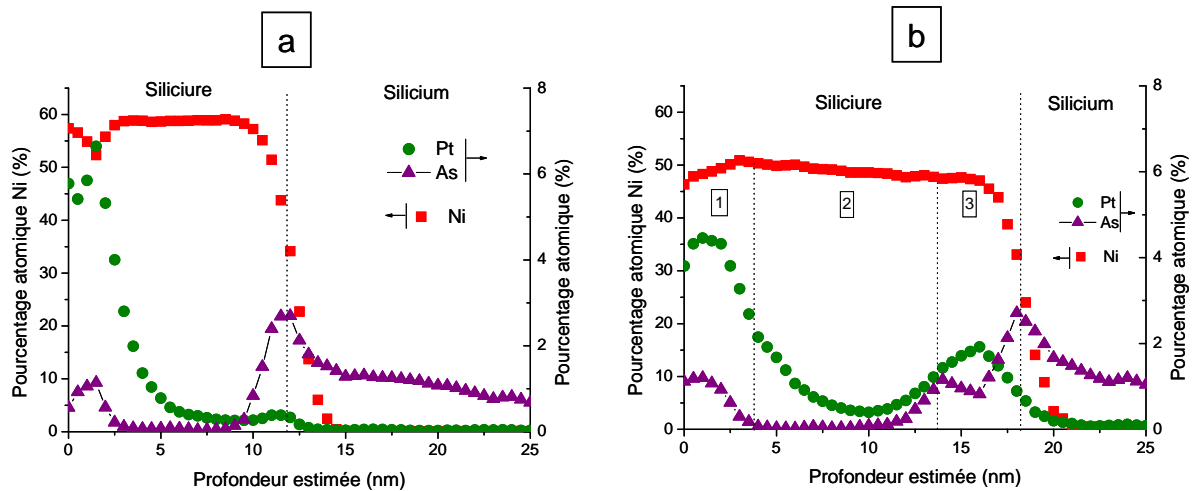 a
Siliciure
Silicium
Pt
As
Ni
Pourcentage atomique Ni (%)
60
50
40
30
20
10
0
8
6
4
2
0
Pourcentage atomique (%)
0
5
10
15
20
25
Profondeur estimée (nm)
b
Siliciure
Silicium
1
2
3
Pt
As
Ni
Pourcentage atomique Ni (%)
60
50
40
30
20
10
0
8
6
4
2
0
Pourcentage atomique (%)
0
5
10
15
20
25
Profondeur estimée (nm)